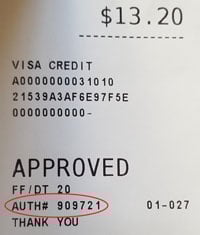 $13.20
VISA CREDIT
A0000000031010
21539A3AF6E97F5E
0000000000-
APPROVED
FF/DT 20
AUTH# 909721 01-027
THANK YOU